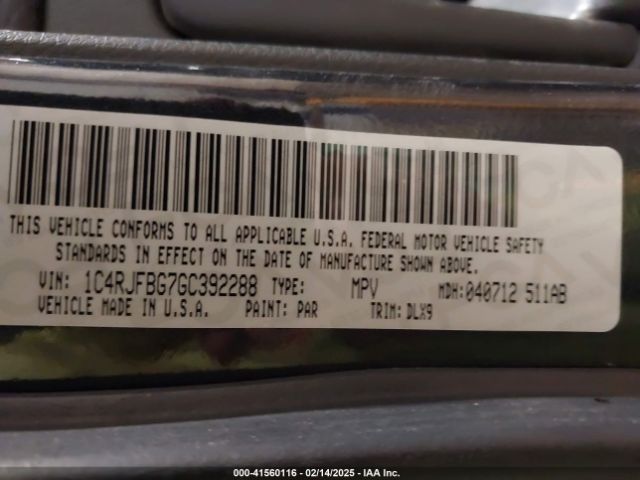 THIS VEHICLE CONFORMS TO ALL APPLICABLE U.S.A. FEDERAL MOTOR VEHICLE SAFETY
STANDARDS IN EFFECT ON THE DATE OF MANUFACTURE SHOWN ABOVE.
VIN: 1C4RJFBG7GC392288 TYPE: MPV MDH:040712 511AB
VEHICLE MADE IN U.S.A. PAINT: PAR TRIM: DLX9
000-41560116 - 02/14/2025 - IAA Inc.